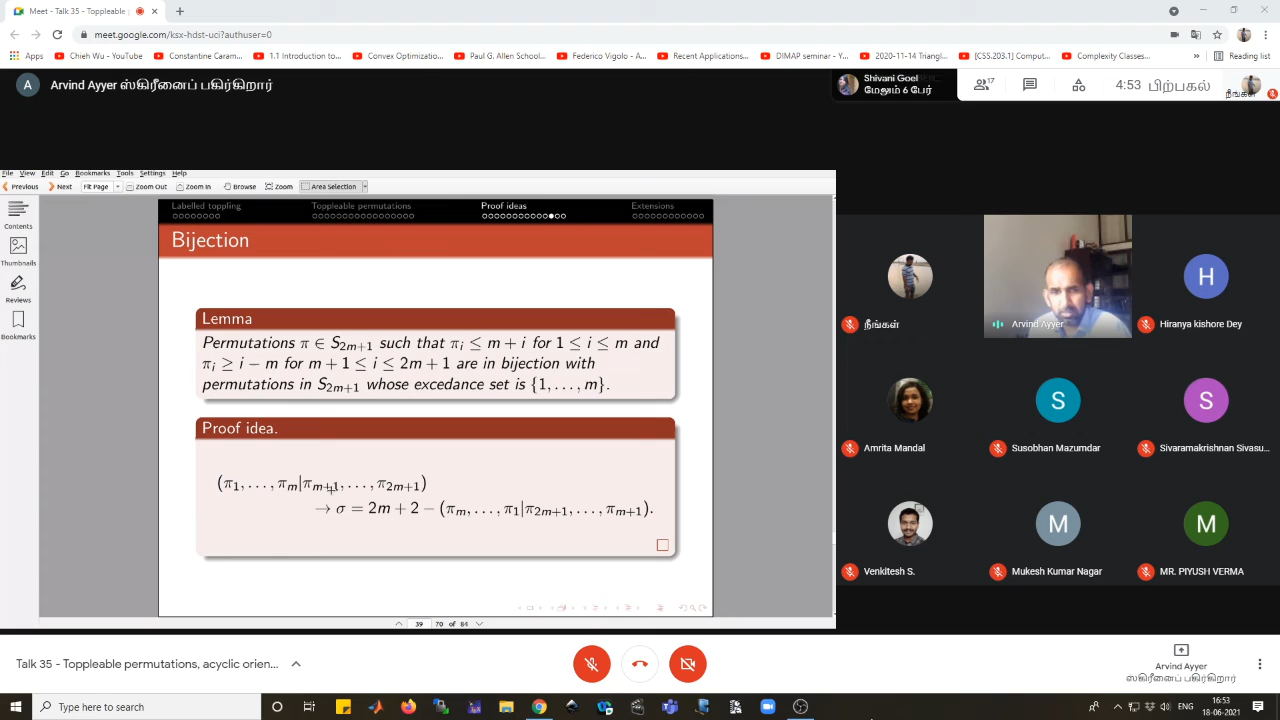 Meet - Talk 35 - Toppleable
meet.google.com/ksx-hdst-uci?authuser=0
Apps Chieh Wu - YouTube Constantine Caram... 1.1 Introduction to... Convex Optimizatio... Paul G. Allen School... Federico Vigolo - A... Recent Applications... DIMAP seminar - Y... 2020-11-14 Triangl... [CSS.203.1] Comput... Complexity Classes... » Reading list
A Arvind Ayyer ஸ்கிரீனைப் பகிர்கிறார்
Shivani Goel
மேலும் 6 பேர்
17
4:53 பிற்பகல்
நீங்கள்
File View Edit Go Bookmarks Tools Settings Help
Previous Next Fit Page Zoom Out Zoom In Browse Zoom Area Selection
Contents
Thumbnails
Reviews
Bookmarks
Labelled toppling Toppleable permutations Proof ideas Extensions
Bijection
Lemma
Permutations π ∈ S₂ₘ₊₁ such that πᵢ ≤ m + i for 1 ≤ i ≤ m and
πᵢ ≥ i − m for m + 1 ≤ i ≤ 2m + 1 are in bijection with
permutations in S₂ₘ₊₁ whose excedance set is {1, . . . , m}.
Proof idea.
(π₁, . . . , πₘ|πₘ₊₁, . . . , π₂ₘ₊₁)
→ σ = 2m + 2 − (πₘ, . . . , π₁|π₂ₘ₊₁, . . . , πₘ₊₁).
39 70 of 84
நீங்கள்
Arvind Ayyer
H
Hiranya kishore Dey
Amrita Mandal
S
Susobhan Mazumdar
S
Sivaramakrishnan Sivasu...
Venkitesh S.
M
Mukesh Kumar Nagar
M
MR. PIYUSH VERMA
Talk 35 - Toppleable permutations, acyclic orien...
Arvind Ayyer
ஸ்கிரீனைப் பகிர்கிறார்
Type here to search
ENG
16:53
18-06-2021